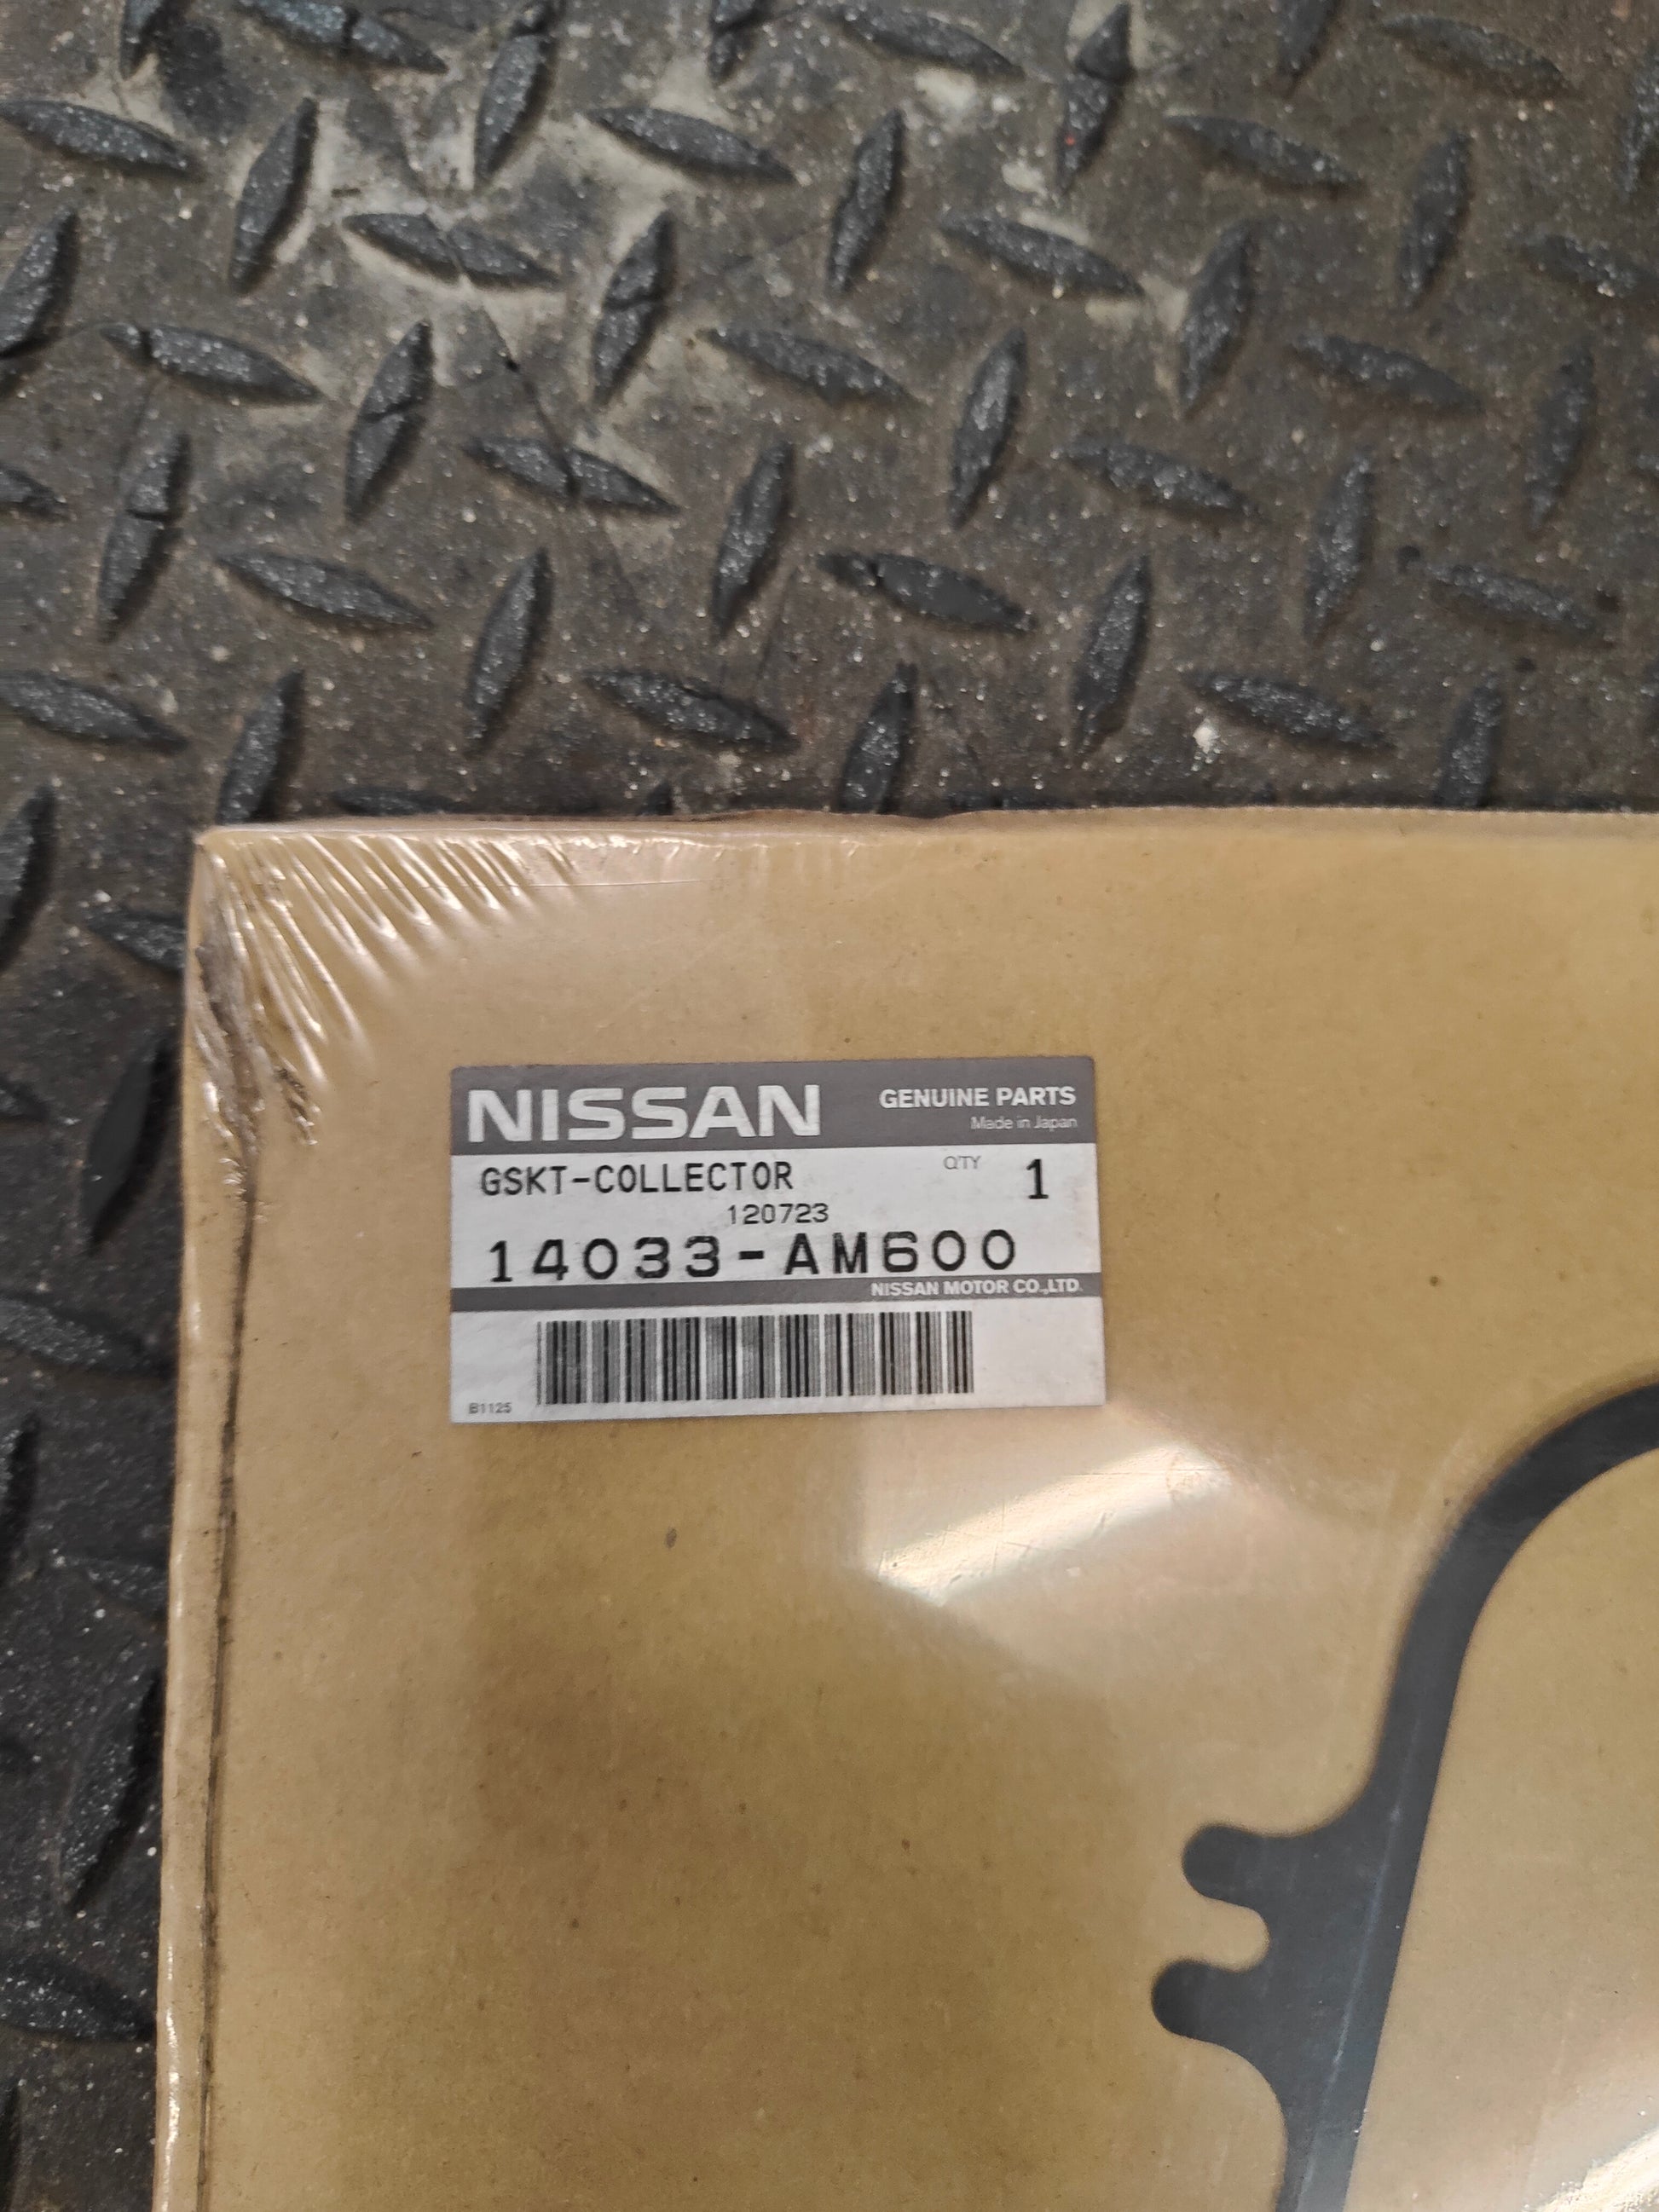 NISSAN GENUINE PARTS
Made in Japan
GSKT-COLLECTOR QTY 1
120723
14033-AM600
NISSAN MOTOR CO.,LTD.
B1125